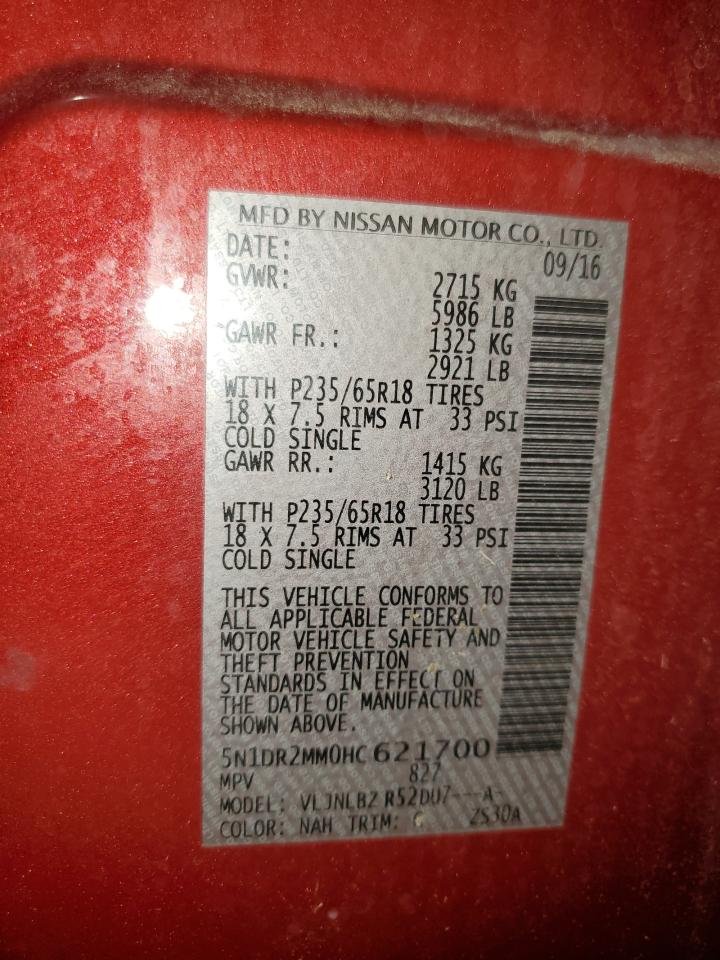 MFD BY NISSAN MOTOR CO., LTD.
DATE: 09/16
GVWR: 2715 KG
5986 LB
GAWR FR.: 1325 KG
2921 LB
WITH P235/65R18 TIRES
18 X 7.5 RIMS AT 33 PSI
COLD SINGLE
GAWR RR.: 1415 KG
3120 LB
WITH P235/65R18 TIRES
18 X 7.5 RIMS AT 33 PSI
COLD SINGLE
THIS VEHICLE CONFORMS TO
ALL APPLICABLE FEDERAL
MOTOR VEHICLE SAFETY AND
THEFT PREVENTION
STANDARDS IN EFFECT ON
THE DATE OF MANUFACTURE
SHOWN ABOVE.
5N1DR2MM0HC 621700
MPV 827
MODEL: VLJNLBZ R52DU7---A-
COLOR: NAH TRIM: G ZS30A